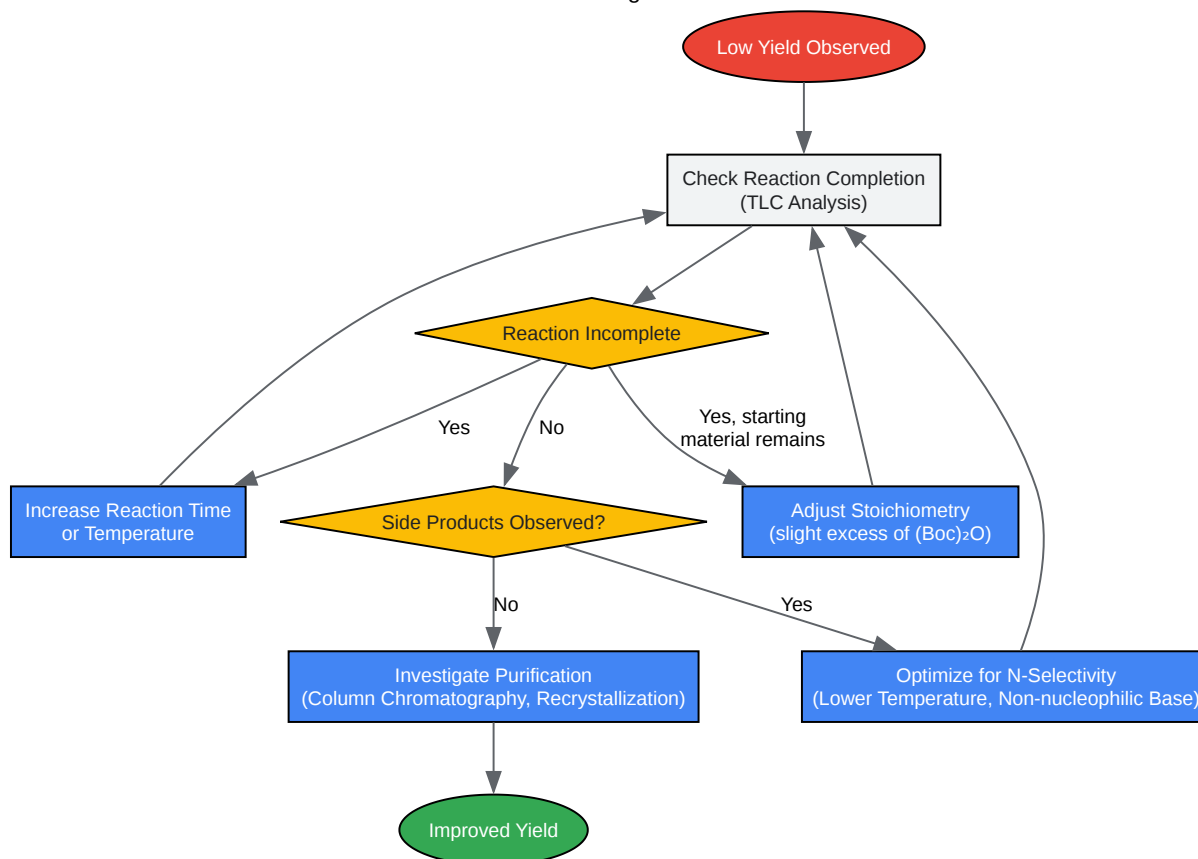 Low Yield Observed
Check Reaction Completion
(TLC Analysis)
Reaction Incomplete
Yes
No
Yes, starting
material remains
Increase Reaction Time
or Temperature
Side Products Observed?
Adjust Stoichiometry
(slight excess of (Boc)₂O)
No
Yes
Investigate Purification
(Column Chromatography, Recrystallization)
Optimize for N-Selectivity
(Lower Temperature, Non-nucleophilic Base)
Improved Yield